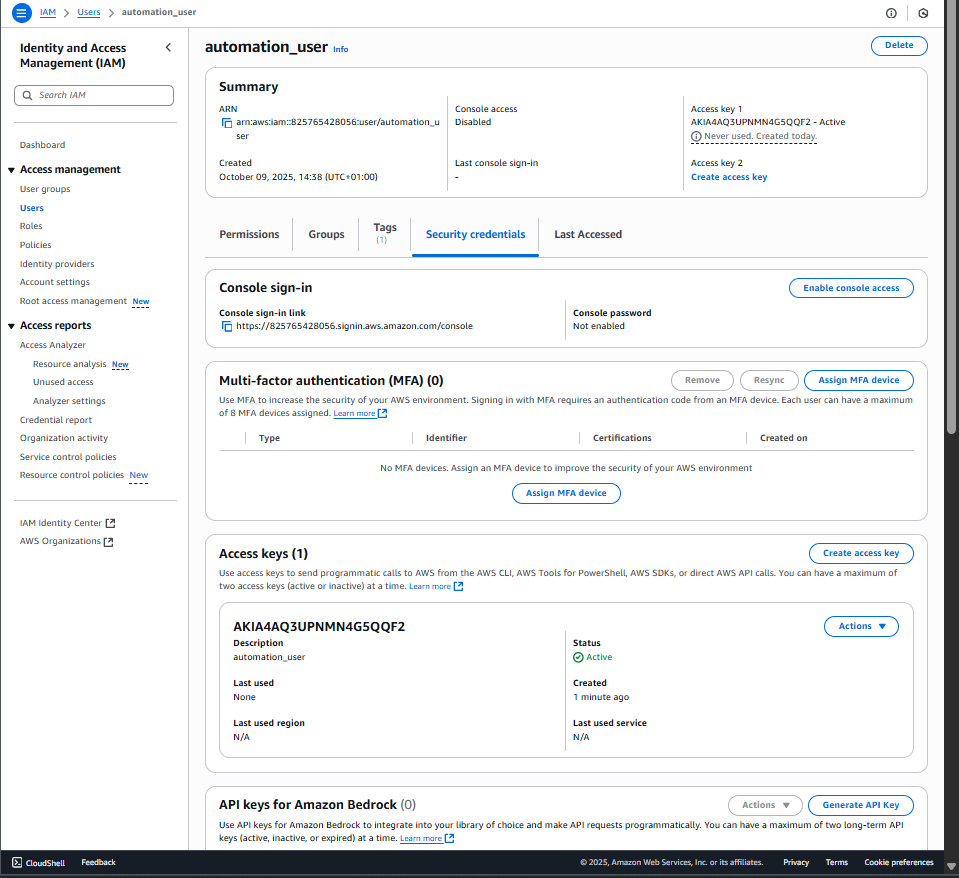 IAM > Users > automation_user
Identity and Access Management (IAM)
Search IAM
Dashboard
Access management
User groups
Users
Roles
Policies
Identity providers
Account settings
Root access management New
Access reports
Access Analyzer
Resource analysis New
Unused access
Analyzer settings
Credential report
Organization activity
Service control policies
Resource control policies New
IAM Identity Center
AWS Organizations
automation_user Info
Delete
Summary
ARN
arn:aws:iam::825765428056:user/automation_u
ser
Console access
Disabled
Access key 1
AKIA4AQ3UPNMN4G5QQF2 - Active
Never used. Created today.
Created
October 09, 2025, 14:38 (UTC+01:00)
Last console sign-in
-
Access key 2
Create access key
Permissions
Groups
Tags
(1)
Security credentials
Last Accessed
Console sign-in
Enable console access
Console sign-in link
https://825765428056.signin.aws.amazon.com/console
Console password
Not enabled
Multi-factor authentication (MFA) (0)
Remove
Resync
Assign MFA device
Use MFA to increase the security of your AWS environment. Signing in with MFA requires an authentication code from an MFA device. Each user can have a maximum
of 8 MFA devices assigned. Learn more
Type
Identifier
Certifications
Created on
No MFA devices. Assign an MFA device to improve the security of your AWS environment
Assign MFA device
Access keys (1)
Create access key
Use access keys to send programmatic calls to AWS from the AWS CLI, AWS Tools for PowerShell, AWS SDKs, or direct AWS API calls. You can have a maximum of
two access keys (active or inactive) at a time. Learn more
AKIA4AQ3UPNMN4G5QQF2
Actions
Description
automation_user
Status
Active
Last used
None
Created
1 minute ago
Last used region
N/A
Last used service
N/A
API keys for Amazon Bedrock (0)
Actions
Generate API Key
Use API keys for Amazon Bedrock to integrate into your library of choice and make API requests programmatically. You can have a maximum of two long-term API
keys (active, inactive, or expired) at a time. Learn more
CloudShell
Feedback
© 2025, Amazon Web Services, Inc. or its affiliates.
Privacy
Terms
Cookie preferences